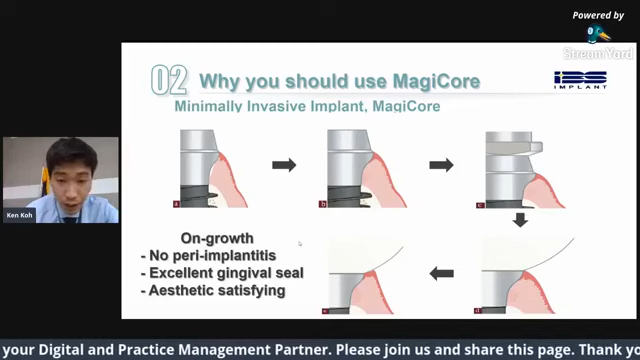 Powered by
StreamYard
02 Why you should use MagiCore
Minimally Invasive Implant, MagiCore
IBS
IMPLANT
a
b
c
Ken Koh
On-growth
- No peri-implantitis
- Excellent gingival seal
- Aesthetic satisfying
e
d
your Digital and Practice Management Partner. Please join us and share this page. Thank yo